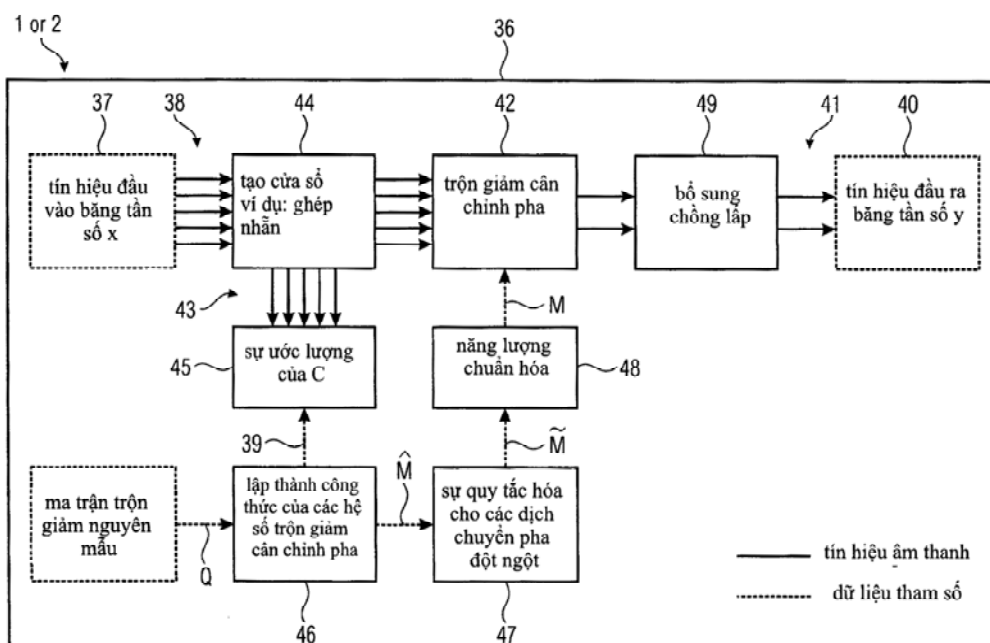 1 or 2
36
37
38
44
42
49
41
40
tín hiệu đầu
vào băng tần
số x
tạo cửa sổ
ví dụ: ghép
nhẵn
trộn giảm cân
chỉnh pha
bổ sung
chồng lấp
tín hiệu đầu ra
băng tần số y
43
M
45
sự ước lượng
của C
năng lượng
chuẩn hóa
48
39
M̂
M̃
ma trận trộn
giảm nguyên
mẫu
Q
lập thành công
thức của các hệ
số trộn giảm
cân chỉnh pha
sự quy tắc hóa
cho các dịch
chuyển pha
đột ngột
tín hiệu âm thanh
dữ liệu tham số
46
47